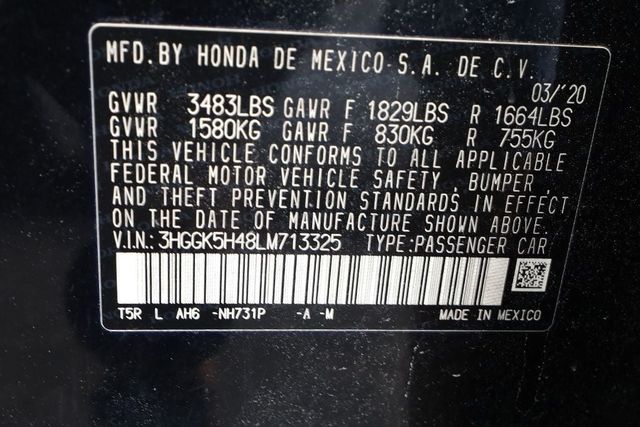 MFD.BY HONDA DE MEXICO S.A. DE C.V.
03/'20
GVWR 3483LBS GAWR F 1829LBS R 1664LBS
GVWR 1580KG GAWR F 830KG R 755KG
THIS VEHICLE CONFORMS TO ALL APPLICABLE
FEDERAL MOTOR VEHICLE SAFETY , BUMPER ,
AND THEFT PREVENTION STANDARDS IN EFFECT
ON THE DATE OF MANUFACTURE SHOWN ABOVE.
V.I.N.: 3HGGK5H48LM713325 TYPE:PASSENGER CAR
T5R L AH6 -NH731P -A -M MADE IN MEXICO